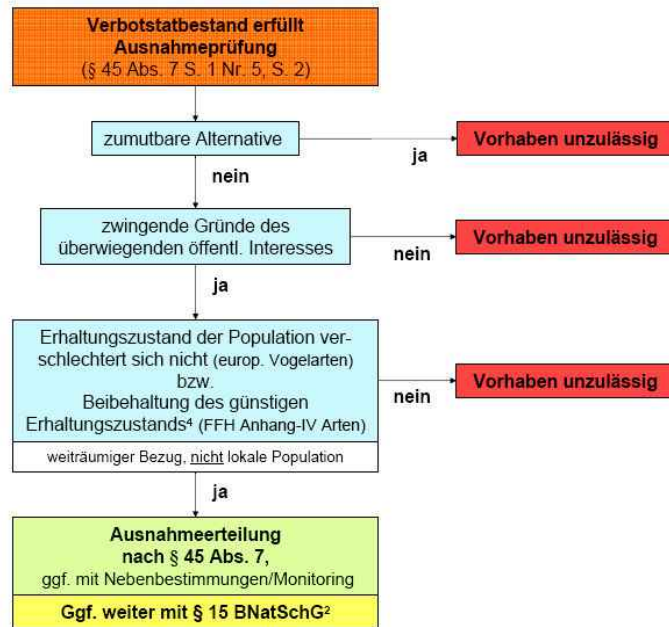 Verbotstatbestand erfüllt
Ausnahmeprüfung
(§ 45 Abs. 7 S. 1 Nr. 5, S. 2)
zumutbare Alternative
ja
Vorhaben unzulässig
nein
zwingende Gründe des
überwiegenden öffentl. Interesses
nein
Vorhaben unzulässig
ja
Erhaltungszustand der Population ver-
schlechtert sich nicht (europ. Vogelarten)
bzw.
Beibehaltung des günstigen
Erhaltungszustands⁴ (FFH Anhang-IV Arten)
nein
Vorhaben unzulässig
weiträumiger Bezug, nicht lokale Population
ja
Ausnahmeerteilung
nach § 45 Abs. 7,
ggf. mit Nebenbestimmungen/Monitoring
Ggf. weiter mit § 15 BNatSchG²